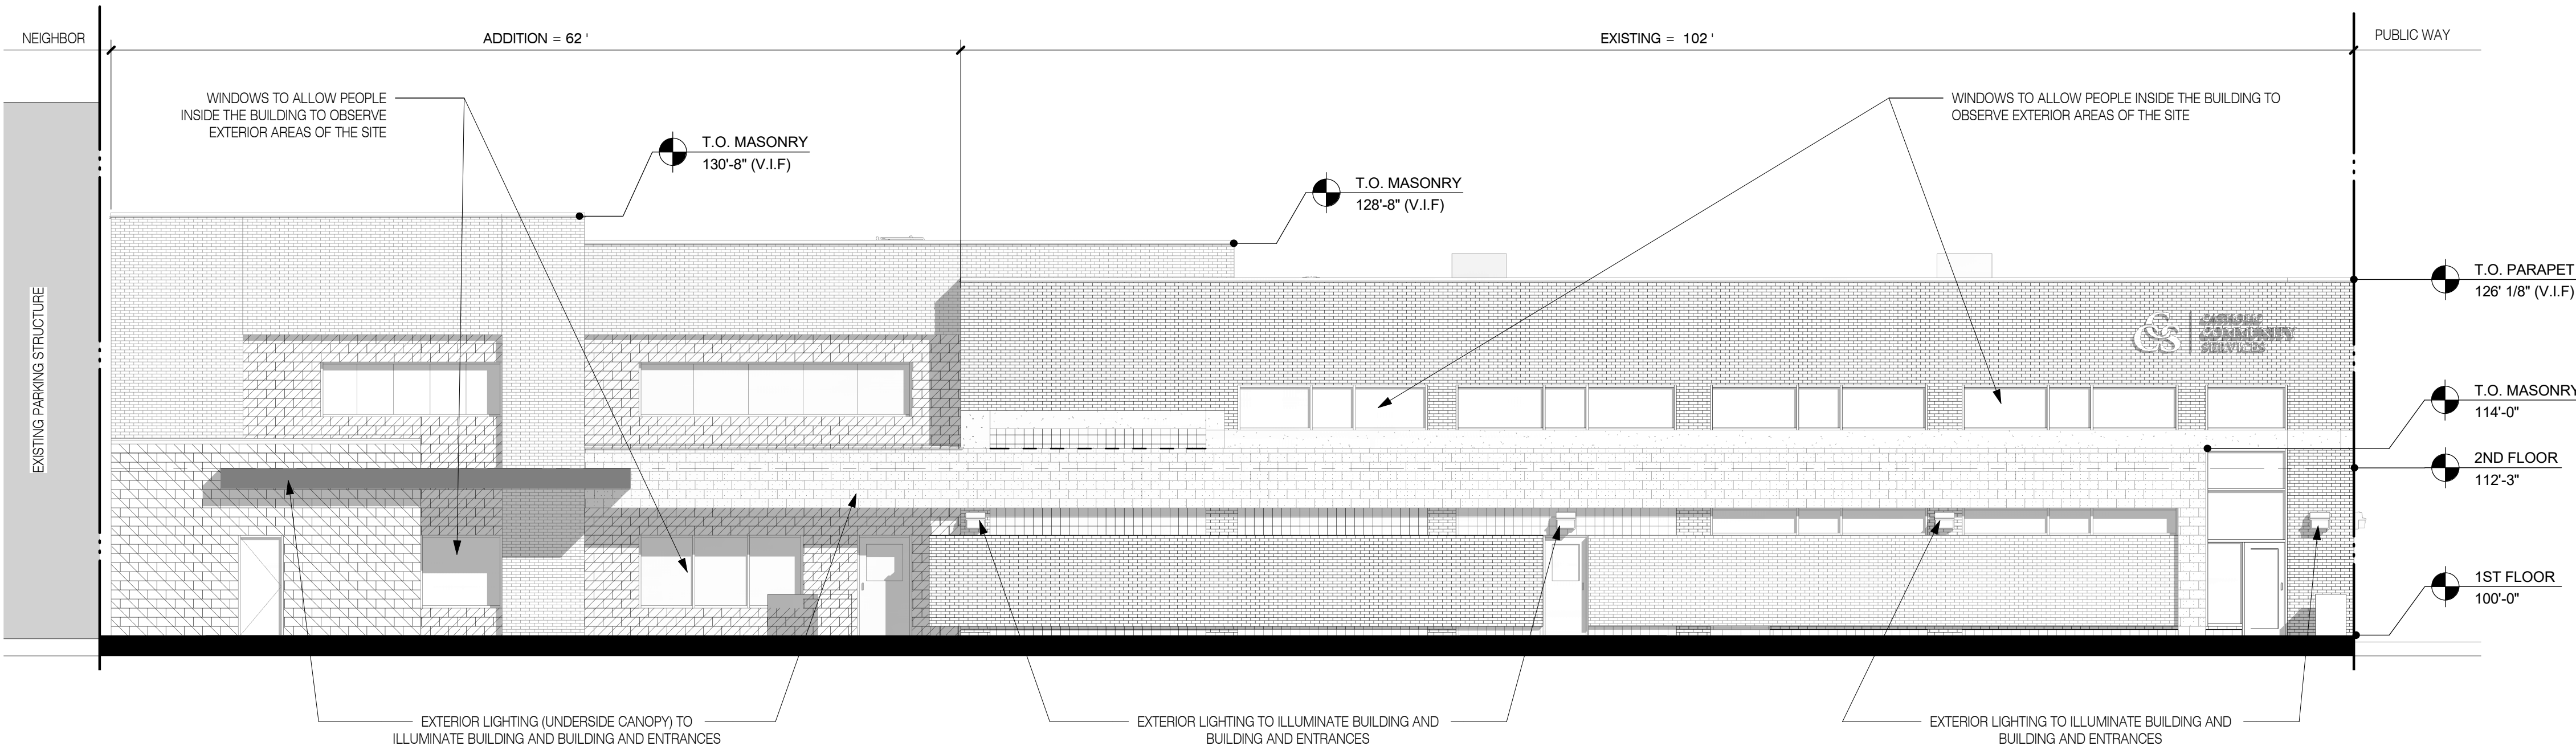 NEIGHBOR
ADDITION = 62 '
EXISTING = 102 '
PUBLIC WAY
WINDOWS TO ALLOW PEOPLE
INSIDE THE BUILDING TO OBSERVE
EXTERIOR AREAS OF THE SITE
WINDOWS TO ALLOW PEOPLE INSIDE THE BUILDING TO
OBSERVE EXTERIOR AREAS OF THE SITE
T.O. MASONRY
130'-8" (V.I.F)
T.O. MASONRY
128'-8" (V.I.F)
T.O. PARAPET
126' 1/8" (V.I.F)
EXISTING PARKING STRUCTURE
CCS
CATHOLIC
COMMUNITY
SERVICES
T.O. MASONRY
114'-0"
2ND FLOOR
112'-3"
1ST FLOOR
100'-0"
EXTERIOR LIGHTING (UNDERSIDE CANOPY) TO
ILLUMINATE BUILDING AND BUILDING AND ENTRANCES
EXTERIOR LIGHTING TO ILLUMINATE BUILDING AND
BUILDING AND ENTRANCES
EXTERIOR LIGHTING TO ILLUMINATE BUILDING AND
BUILDING AND ENTRANCES